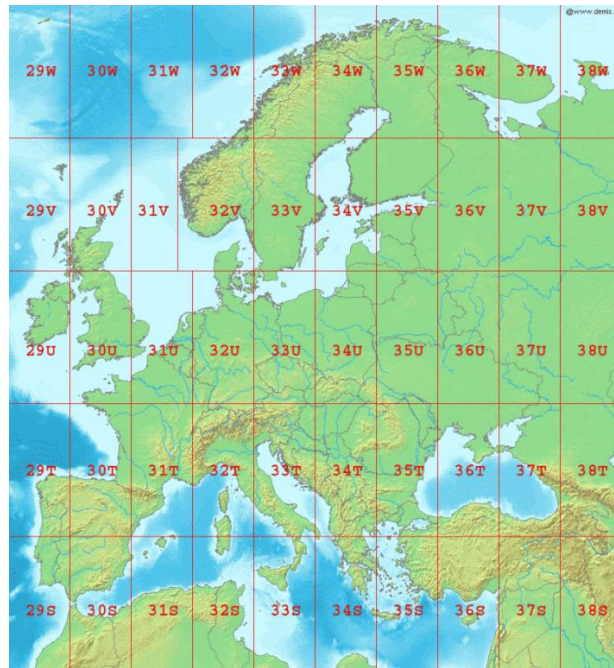 @www.demis.
29W 30W 31W 32W 33W 34W 35W 36W 37W 38W
29V 30V 31V 32V 33V 34V 35V 36V 37V 38V
29U 30U 31U 32U 33U 34U 35U 36U 37U 38U
29T 30T 31T 32T 33T 34T 35T 36T 37T 38T
29S 30S 31S 32S 33S 34S 35S 36S 37S 38S